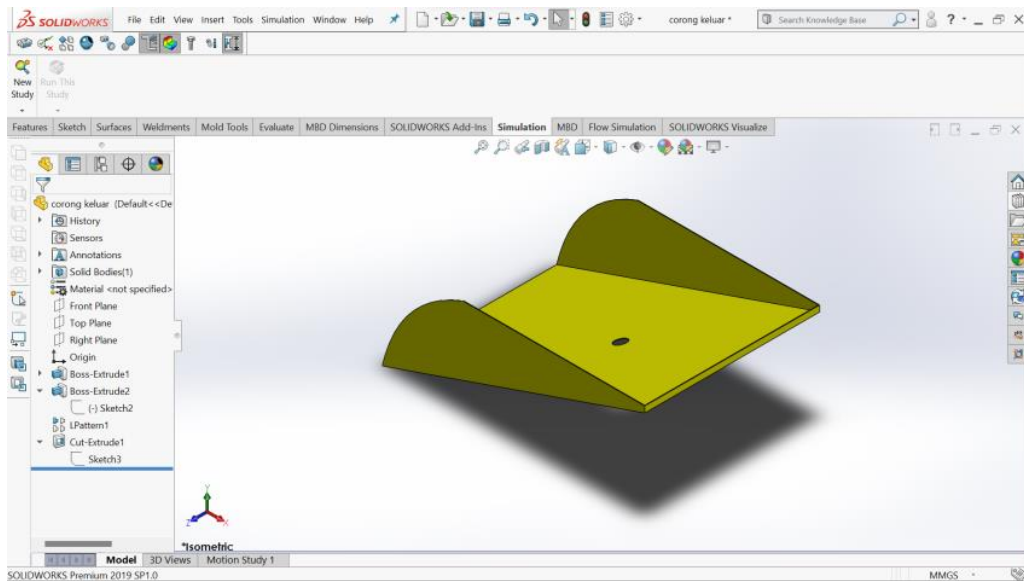 SOLIDWORKS File Edit View Insert Tools Simulation Window Help corong keluar * Search Knowledge Base ?
New Study Run This Study
Features Sketch Surfaces Weldments Mold Tools Evaluate MBD Dimensions SOLIDWORKS Add-Ins Simulation MBD Flow Simulation SOLIDWORKS Visualize
corong keluar (Default<<De
History
Sensors
Annotations
Solid Bodies(1)
Material <not specified>
Front Plane
Top Plane
Right Plane
Origin
Boss-Extrude1
Boss-Extrude2
(-) Sketch2
LPattern1
Cut-Extrude1
Sketch3
Y
Z X
*Isometric
Model 3D Views Motion Study 1
SOLIDWORKS Premium 2019 SP1.0 MMGS